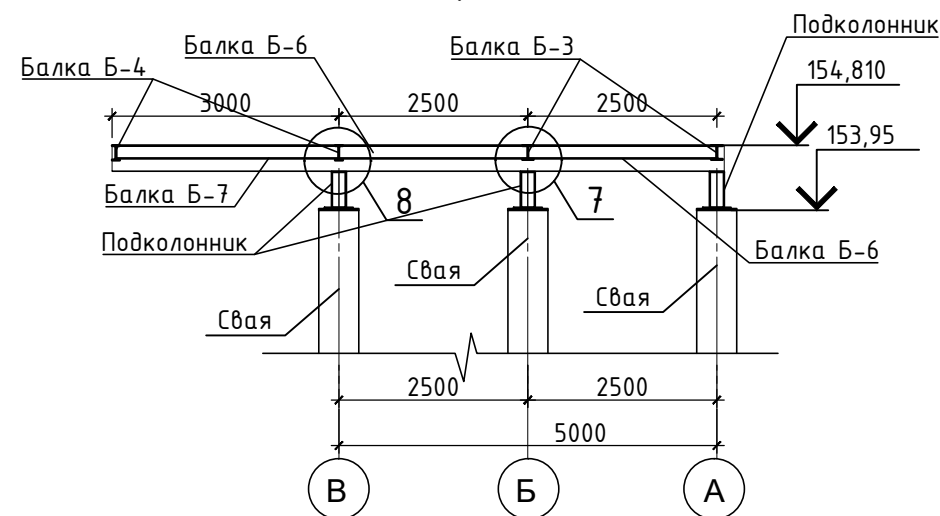 Подколонник
Балка Б-6
Балка Б-3
Балка Б-4
154,810
3000
2500
2500
153,95
Балка Б-7
8
7
Подколонник
Балка Б-6
Свая
Свая
Свая
2500
2500
5000
В
Б
А